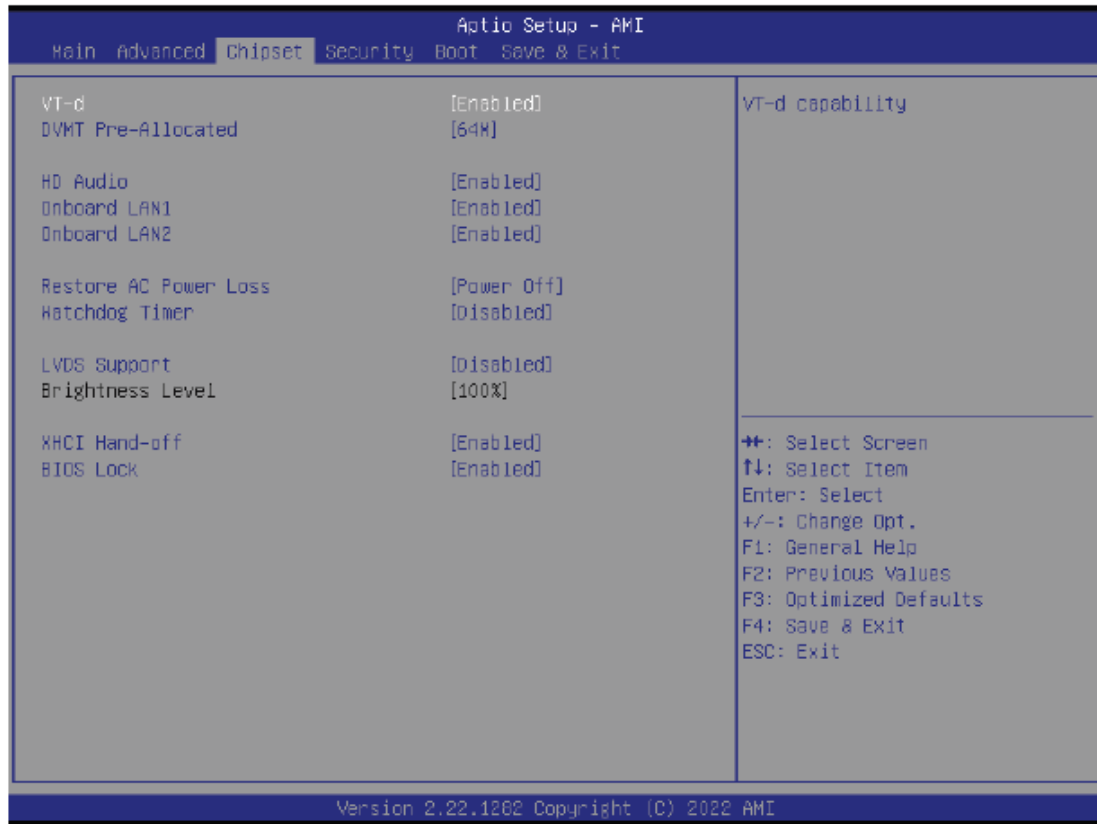 Aptio Setup - AMI
Main Advanced Chipset Security Boot Save & Exit
VT-d [Enabled]
DVMT Pre-Allocated [64M]
HD Audio [Enabled]
Onboard LAN1 [Enabled]
Onboard LAN2 [Enabled]
Restore AC Power Loss [Power Off]
Watchdog Timer [Disabled]
LVDS Support [Disabled]
Brightness Level [100%]
XHCI Hand-off [Enabled]
BIOS Lock [Enabled]
VT-d capability
→←: Select Screen
↑↓: Select Item
Enter: Select
+/-: Change Opt.
F1: General Help
F2: Previous Values
F3: Optimized Defaults
F4: Save & Exit
ESC: Exit
Version 2.22.1282 Copyright (C) 2022 AMI